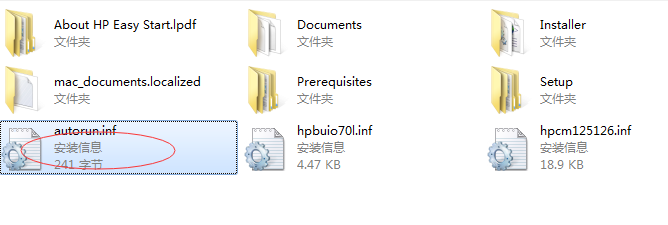 About HP Easy Start.lpdf
文件夹
Documents
文件夹
Installer
文件夹
mac_documents.localized
文件夹
Prerequisites
文件夹
Setup
文件夹
autorun.inf
安装信息
241 字节
hpbuio70l.inf
安装信息
4.47 KB
hpcm125126.inf
安装信息
18.9 KB